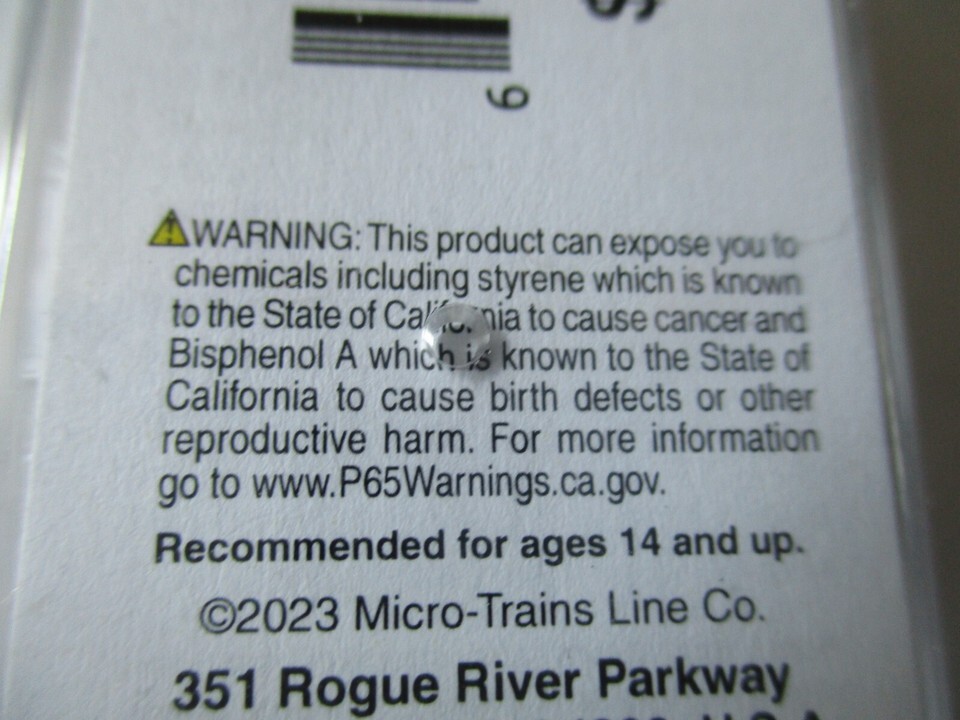 6
WARNING: This product can expose you to
chemicals including styrene which is known
to the State of California to cause cancer and
Bisphenol A which is known to the State of
California to cause birth defects or other
reproductive harm. For more information
go to www.P65Warnings.ca.gov.
Recommended for ages 14 and up.
©2023 Micro-Trains Line Co.
351 Rogue River Parkway
U.S.A.